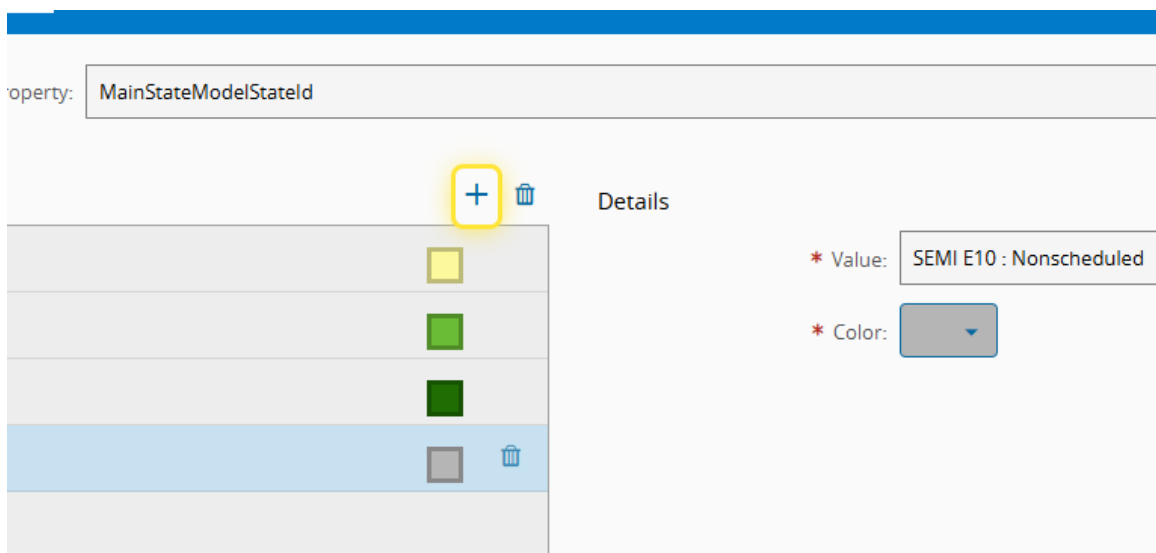 roperty: MainStateModelStateId
Details
* Value: SEMI E10 : Nonscheduled
* Color: